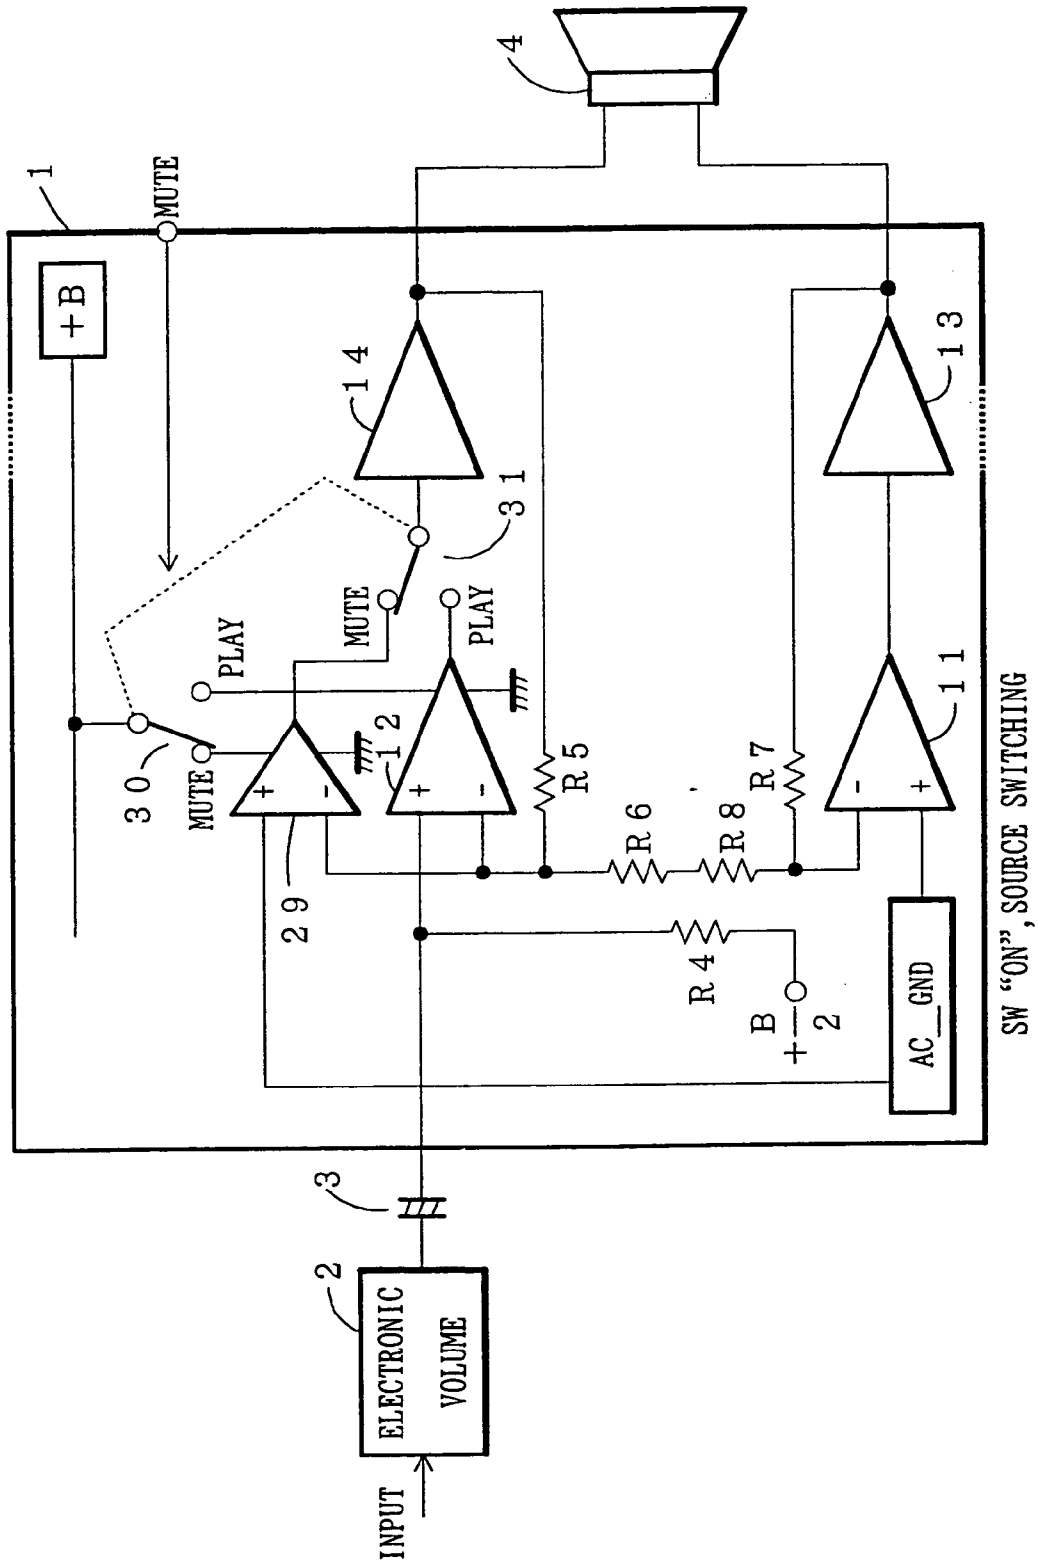 1
+B
MUTE
4
14
31
MUTE
PLAY
PLAY
30
MUTE
+
-
29
12
+
-
R5
R6
R8
R7
13
11
-
+
R4
+B2
AC_GND
3
2
ELECTRONIC
VOLUME
INPUT
SW "ON", SOURCE SWITCHING